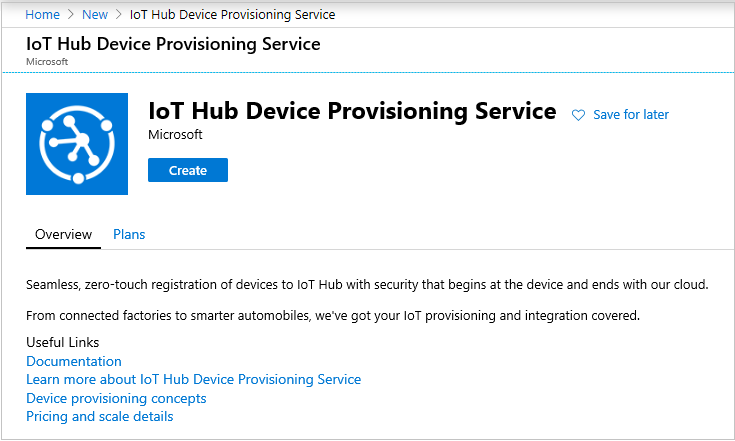 Home > New > IoT Hub Device Provisioning Service
IoT Hub Device Provisioning Service
Microsoft
IoT Hub Device Provisioning Service
Save for later
Microsoft
Create
Overview Plans
Seamless, zero-touch registration of devices to IoT Hub with security that begins at the device and ends with our cloud.
From connected factories to smarter automobiles, we've got your IoT provisioning and integration covered.
Useful Links
Documentation
Learn more about IoT Hub Device Provisioning Service
Device provisioning concepts
Pricing and scale details